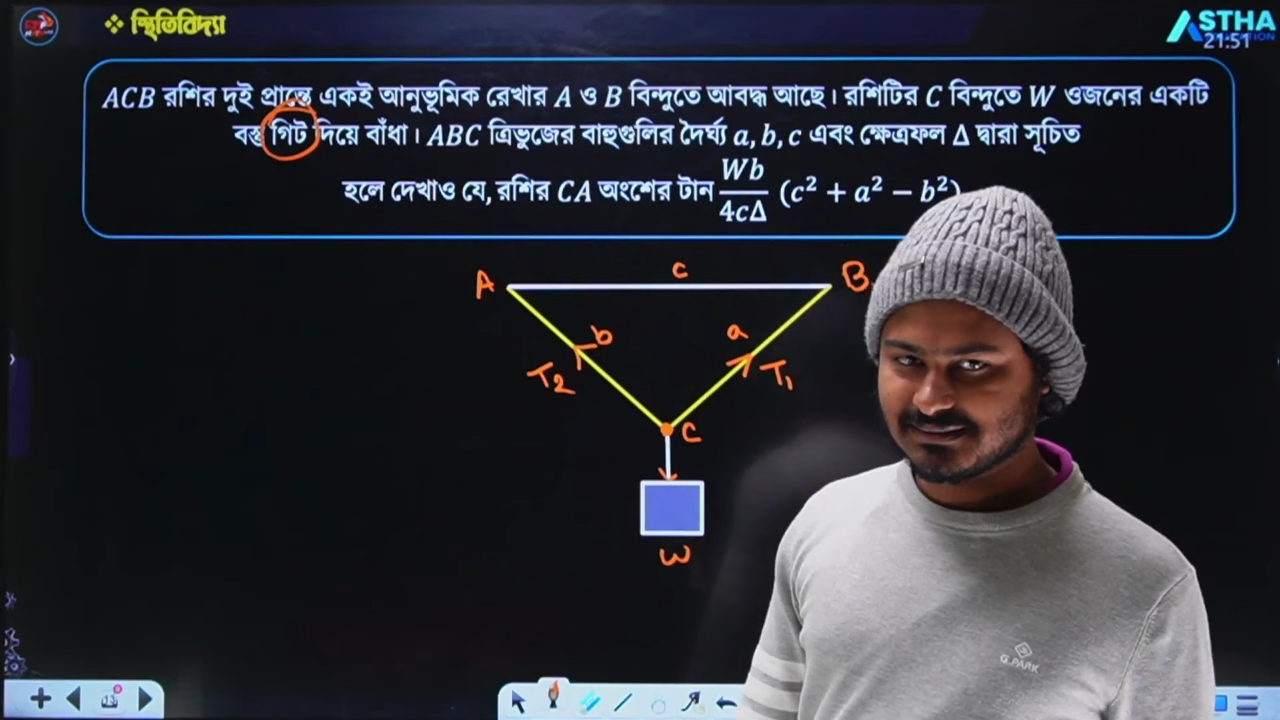 ❖ স্থিতিবিদ্যা
ASTHA
21:51
ACB রশির দুই প্রান্তে একই আনুভূমিক রেখার A ও B বিন্দুতে আবদ্ধ আছে। রশিটির C বিন্দুতে W ওজনের একটি
বস্তু গিট দিয়ে বাঁধা। ABC ত্রিভুজের বাহুগুলির দৈর্ঘ্য a, b, c এবং ক্ষেত্রফল Δ দ্বারা সূচিত
হলে দেখাও যে, রশির CA অংশের টান Wb/4cΔ (c² + a² − b²)
A c B
b a
T₂ T₁
C
W
G.PARK